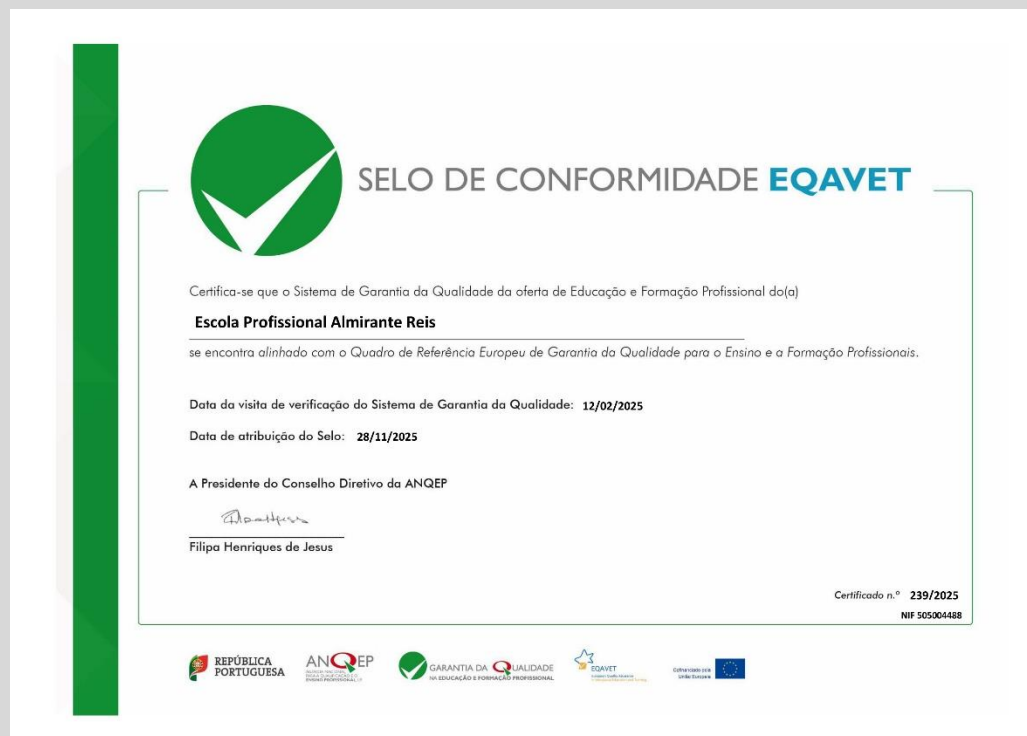 SELO DE CONFORMIDADE EQAVET
Certifica-se que o Sistema de Garantia da Qualidade da oferta de Educação e Formação Profissional do(a)
Escola Profissional Almirante Reis
se encontra alinhado com o Quadro de Referência Europeu de Garantia da Qualidade para o Ensino e a Formação Profissionais.
Data da visita de verificação do Sistema de Garantia da Qualidade: 12/02/2025
Data de atribuição do Selo: 28/11/2025
A Presidente do Conselho Diretivo da ANQEP
Filipa Henriques de Jesus
Certificado n.º 239/2025
NIF 505004488
REPÚBLICA
PORTUGUESA
ANQEP
GARANTIA DA QUALIDADE
NA EDUCAÇÃO E FORMAÇÃO PROFISSIONAL
EQAVET
Cofinanciado pela
União Europeia